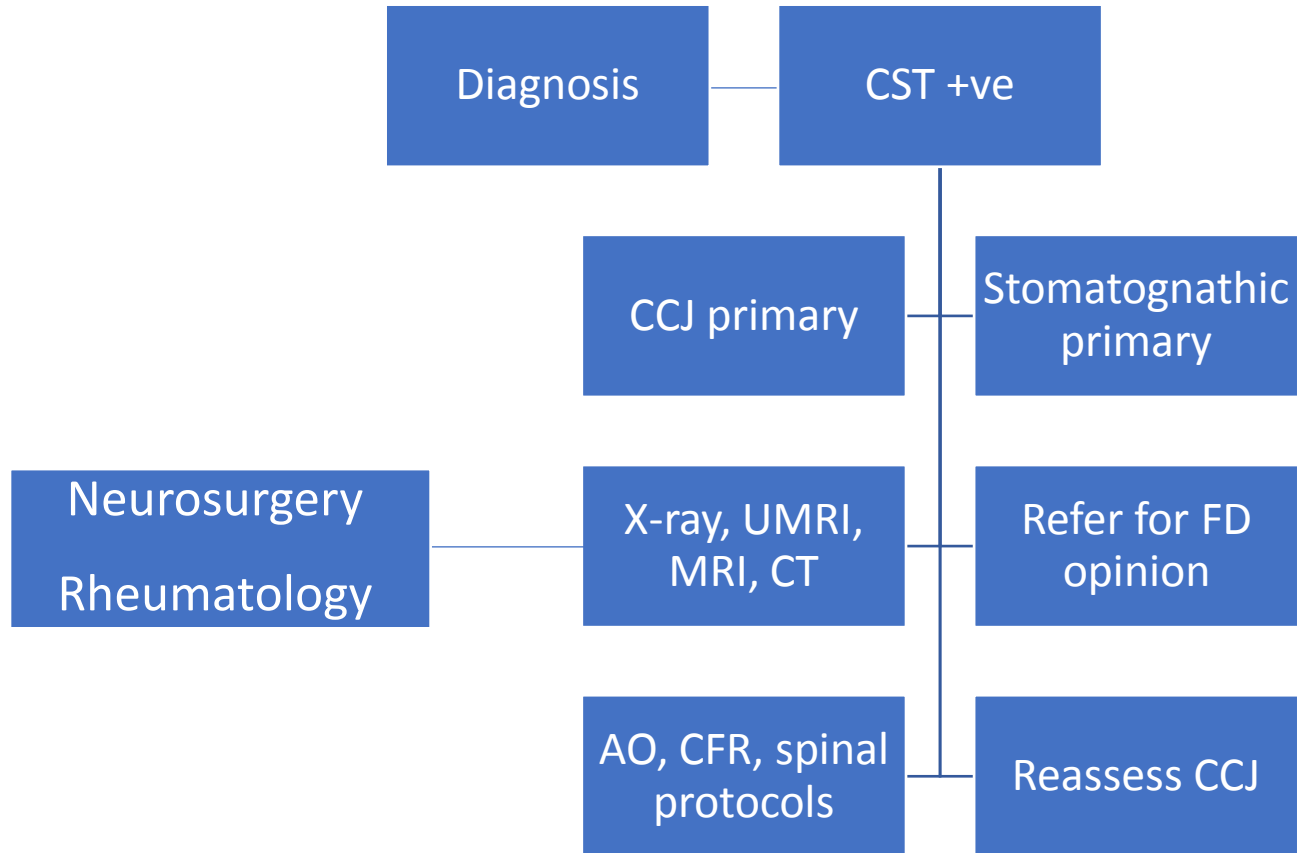 Diagnosis
CST +ve
CCJ primary
Stomatognathic
primary
Neurosurgery
Rheumatology
X-ray, UMRI,
MRI, CT
Refer for FD
opinion
AO, CFR, spinal
protocols
Reassess CCJ